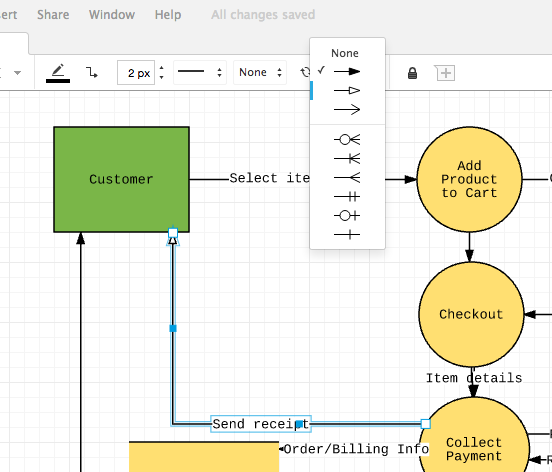 Share Window Help All changes saved
2 px None
None
Customer
Select ite
Add
Product
to Cart
Checkout
Item details
Send receipt
Order/Billing Info
Collect
Payment